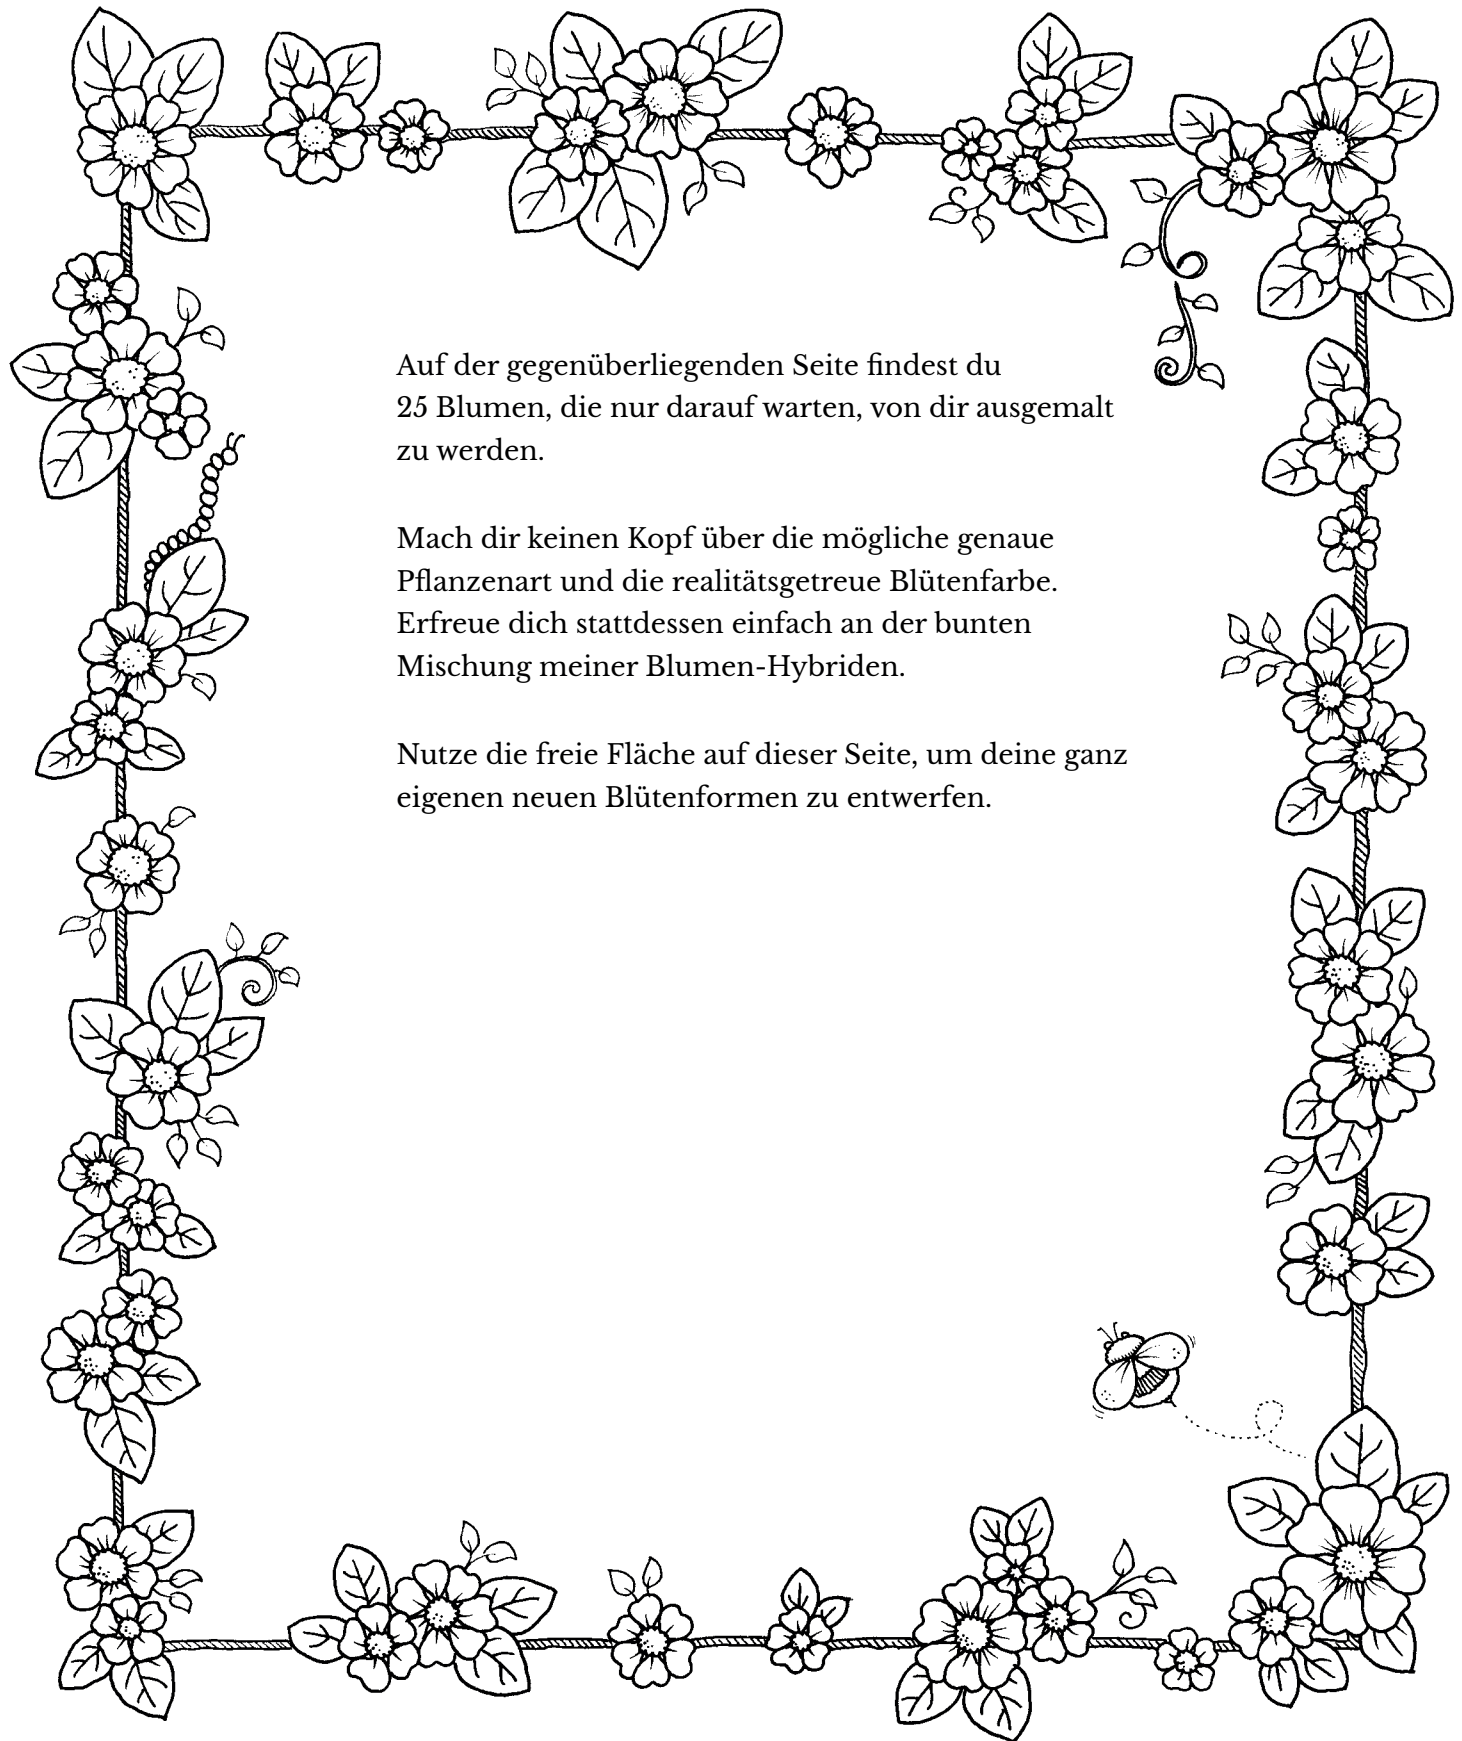 Auf der gegenüberliegenden Seite findest du
25 Blumen, die nur darauf warten, von dir ausgemalt
zu werden.
Mach dir keinen Kopf über die mögliche genaue
Pflanzenart und die realitätsgetreue Blütenfarbe.
Erfreue dich stattdessen einfach an der bunten
Mischung meiner Blumen-Hybriden.
Nutze die freie Fläche auf dieser Seite, um deine ganz
eigenen neuen Blütenformen zu entwerfen.